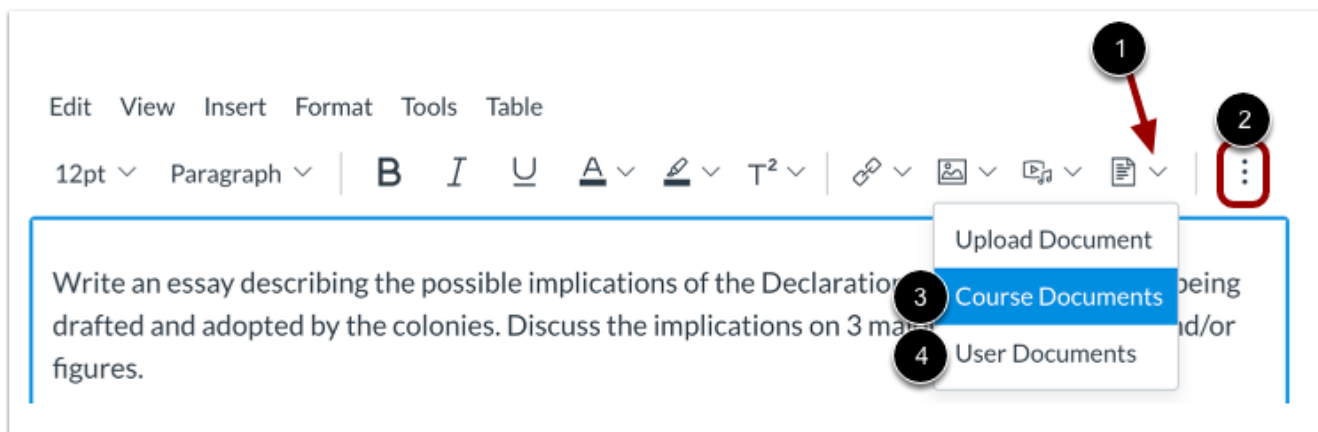 1
Edit View Insert Format Tools Table
2
12pt Paragraph B I U A T²
Upload Document
Write an essay describing the possible implications of the Declaration being
3 Course Documents
drafted and adopted by the colonies. Discuss the implications on 3 nd/or
4 User Documents
figures.